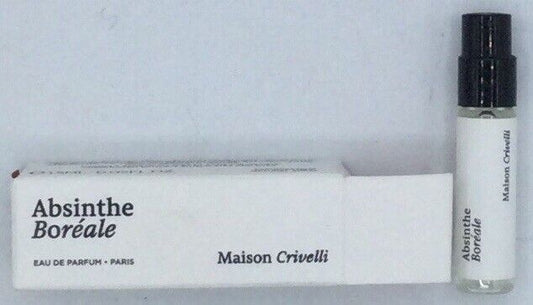 Absinthe
Boréale
EAU DE PARFUM • PARIS
Maison Crivelli
Absinthe
Boréale
Maison Crivelli